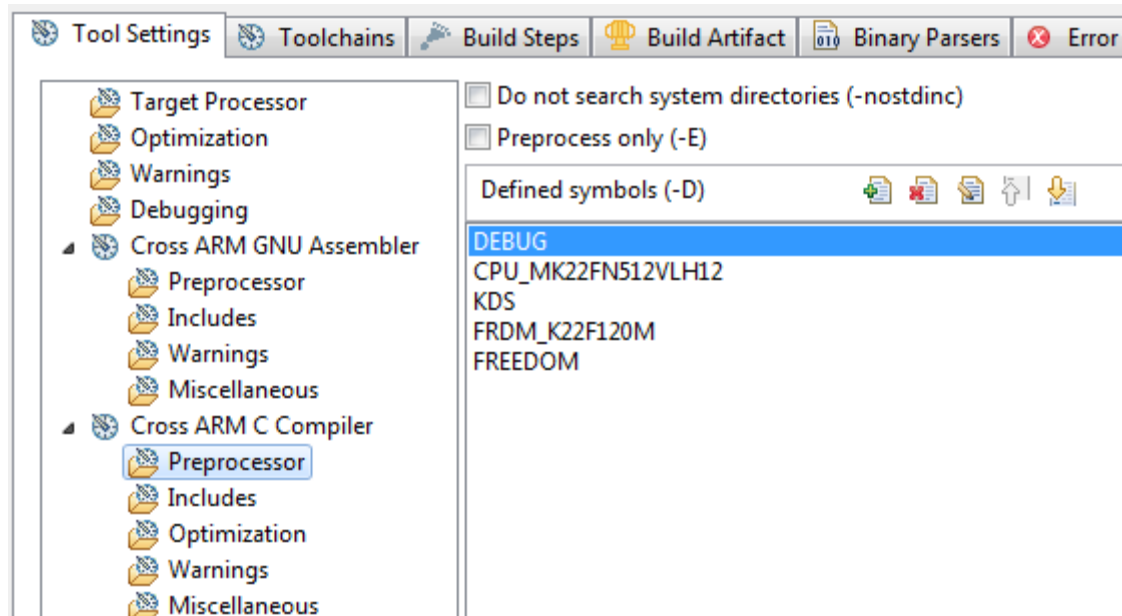 Tool Settings Toolchains Build Steps Build Artifact Binary Parsers Error
Target Processor
Optimization
Warnings
Debugging
Cross ARM GNU Assembler
Preprocessor
Includes
Warnings
Miscellaneous
Cross ARM C Compiler
Preprocessor
Includes
Optimization
Warnings
Miscellaneous
Do not search system directories (-nostdinc)
Preprocess only (-E)
Defined symbols (-D)
DEBUG
CPU_MK22FN512VLH12
KDS
FRDM_K22F120M
FREEDOM